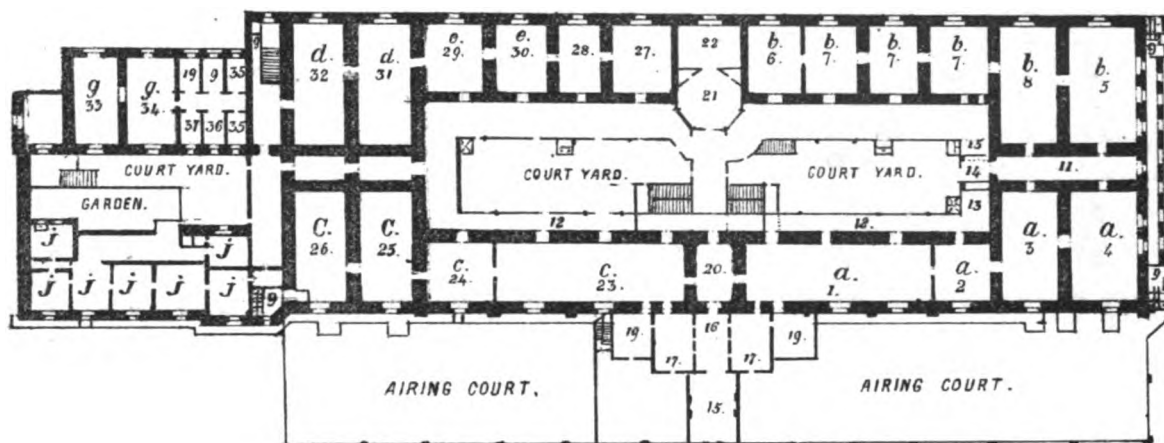 9
d. 32
d. 31
e. 29.
e. 30.
28.
27.
22
b. 6
b. 7.
b. 7.
b. 7.
b. 8
b. 5
9
g 33
g. 34.
19
9
35
37
36
35
21
COURT YARD.
COURT YARD.
COURT YARD.
15
14
13
11.
GARDEN.
12
12.
j
j
j
j
j
j
j
9
C. 26.
C. 25.
C. 24.
C. 23.
20.
a. 1.
a. 2
a. 3
a. 4
9
19.
17.
16
17.
19.
15.
AIRING COURT.
AIRING COURT.